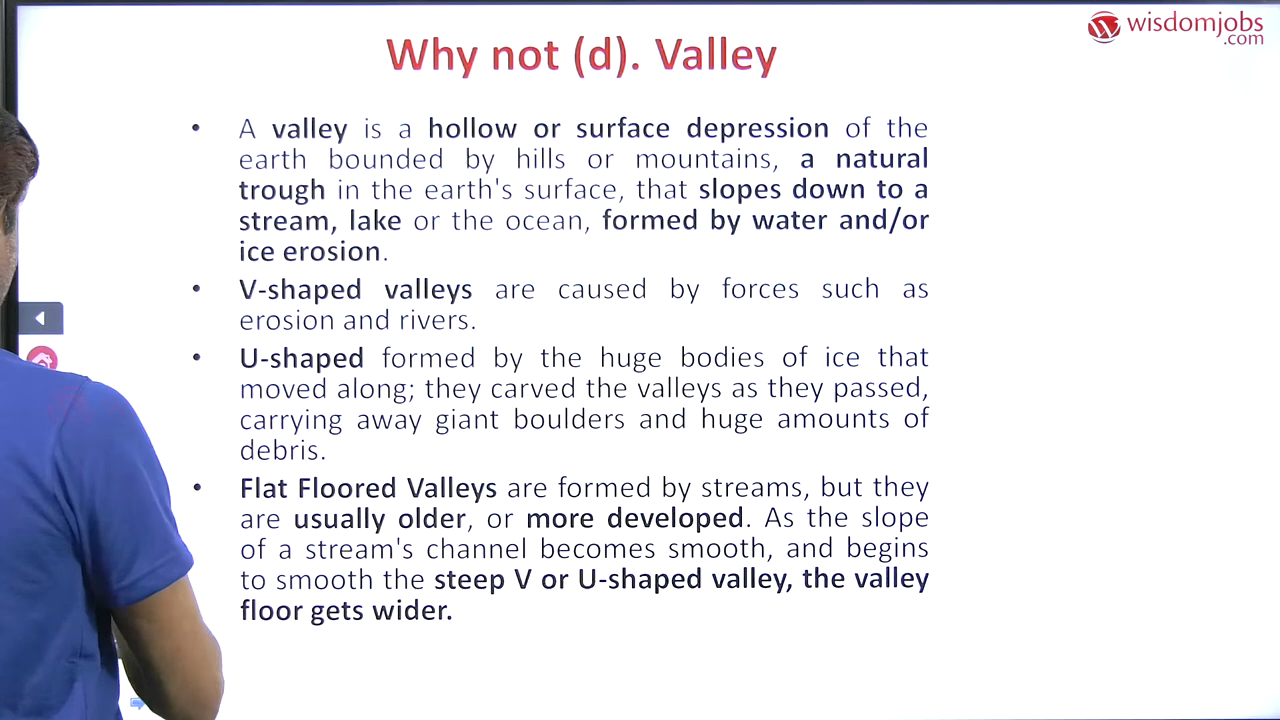 wisdomjobs
.com
Why not (d). Valley
• A valley is a hollow or surface depression of the
earth bounded by hills or mountains, a natural
trough in the earth's surface, that slopes down to a
stream, lake or the ocean, formed by water and/or
ice erosion.
• V-shaped valleys are caused by forces such as
erosion and rivers.
• U-shaped formed by the huge bodies of ice that
moved along; they carved the valleys as they passed,
carrying away giant boulders and huge amounts of
debris.
• Flat Floored Valleys are formed by streams, but they
are usually older, or more developed. As the slope
of a stream's channel becomes smooth, and begins
to smooth the steep V or U-shaped valley, the valley
floor gets wider.